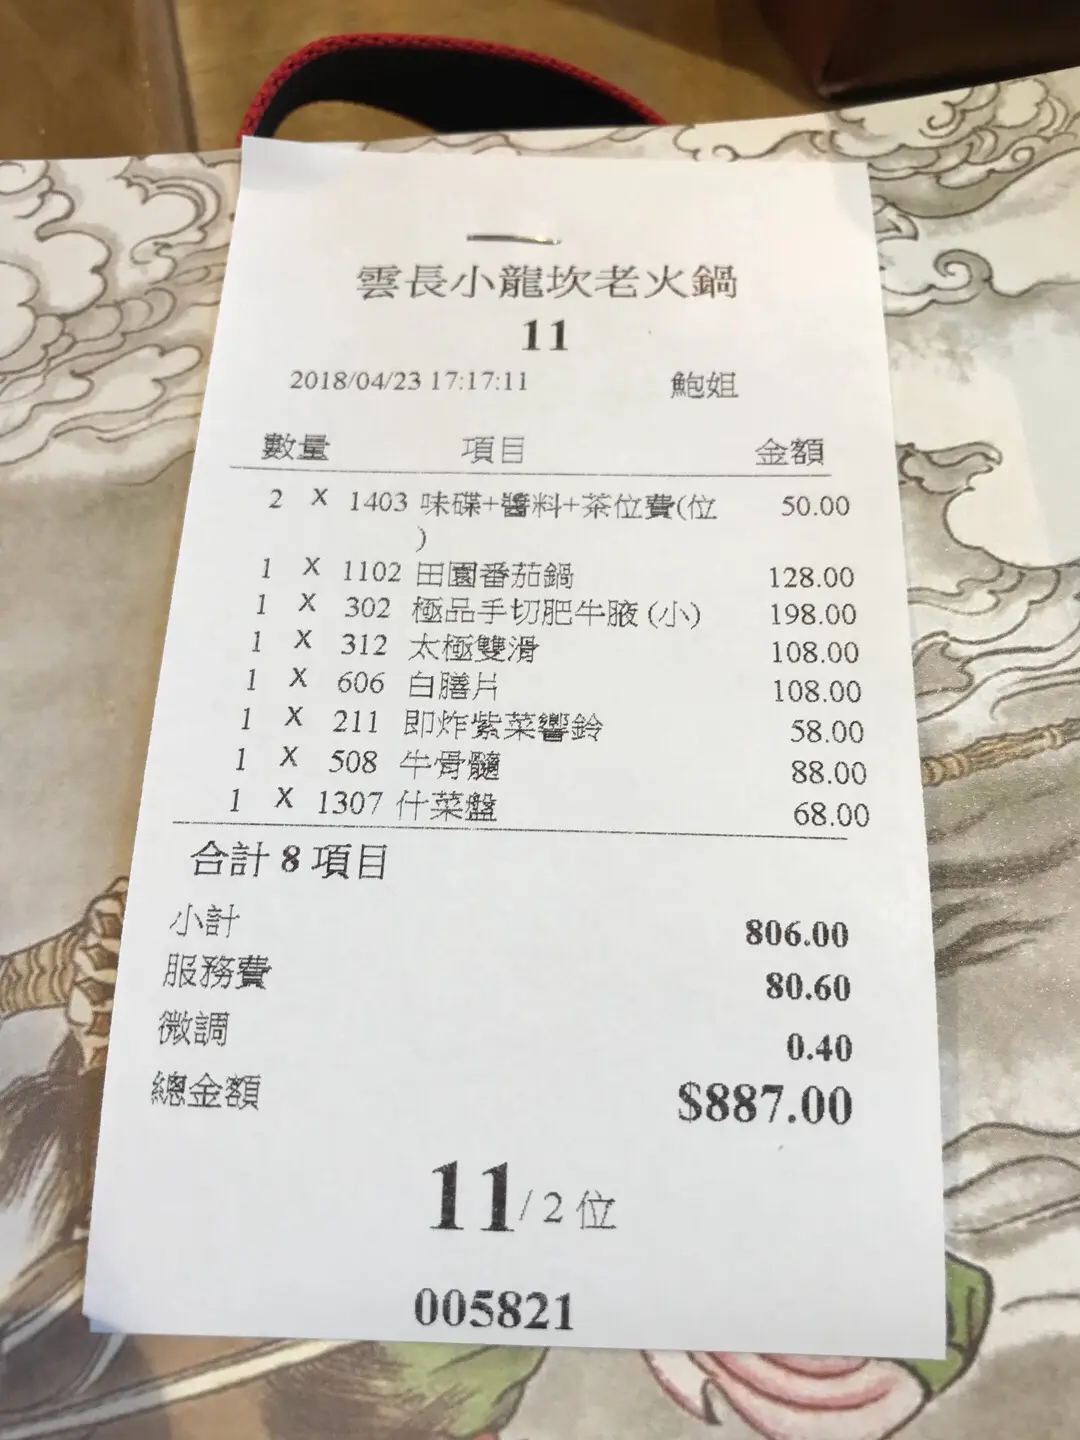 雲長小龍坎老火鍋
11
2018/04/23 17:17:11 鮑姐
數量 項目 金額
2 X 1403 味碟+醬料+茶位費(位 50.00
)
1 X 1102 田園番茄鍋 128.00
1 X 302 極品手切肥牛腋 (小) 198.00
1 X 312 太極雙滑 108.00
1 X 606 白膳片 108.00
1 X 211 即炸紫菜響鈴 58.00
1 X 508 牛骨髓 88.00
1 X 1307 什菜盤 68.00
合計 8 項目
小計 806.00
服務費 80.60
微調 0.40
總金額 $887.00
11 / 2 位
005821